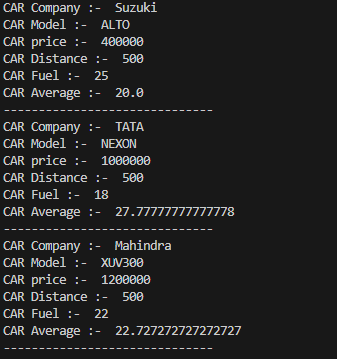 CAR Company :-  Suzuki
CAR Model :-  ALTO
CAR price :-  400000
CAR Distance :-  500
CAR Fuel :-  25
CAR Average :-  20.0
------------------------------
CAR Company :-  TATA
CAR Model :-  NEXON
CAR price :-  1000000
CAR Distance :-  500
CAR Fuel :-  18
CAR Average :-  27.77777777777778
------------------------------
CAR Company :-  Mahindra
CAR Model :-  XUV300
CAR price :-  1200000
CAR Distance :-  500
CAR Fuel :-  22
CAR Average :-  22.727272727272727
------------------------------